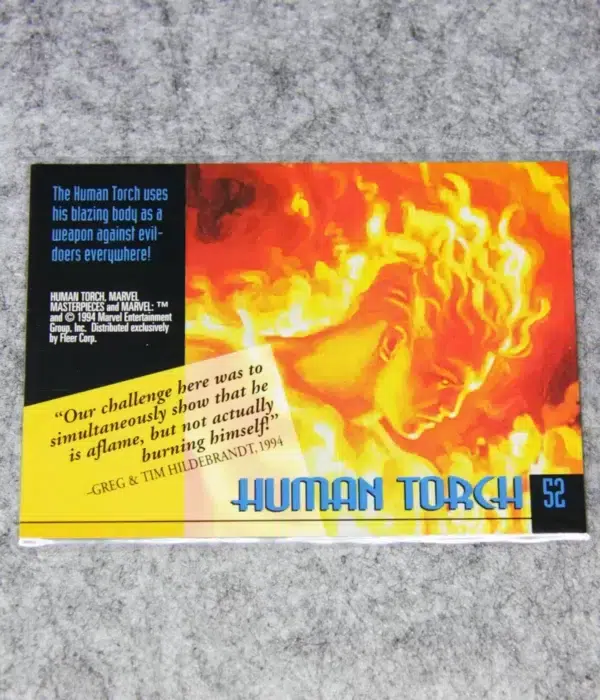 The Human Torch uses
his blazing body as a
weapon against evil-
doers everywhere!
HUMAN TORCH, MARVEL
MASTERPIECES and MARVEL: ™
and © 1994 Marvel Entertainment
Group, Inc. Distributed exclusively
by Fleer Corp.
"Our challenge here was to
simultaneously show that he
is aflame, but not actually
burning himself!"
–GREG & TIM HILDEBRANDT, 1994
HUMAN TORCH
52